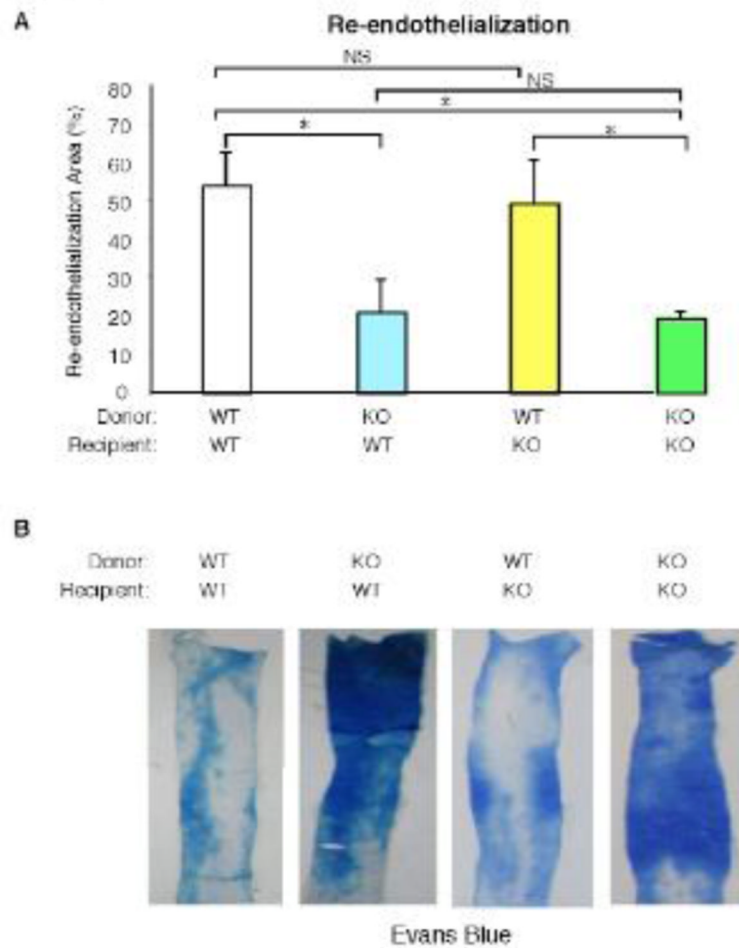 A
Re-endothelialization
NS
NS
*
*
*
Re-endothelialization Area (%)
80
70
60
50
40
30
20
10
0
Donor: WT KO WT KO
Recipient: WT WT KO KO
B
Donor: WT KO WT KO
Recipient: WT WT KO KO
Evans Blue